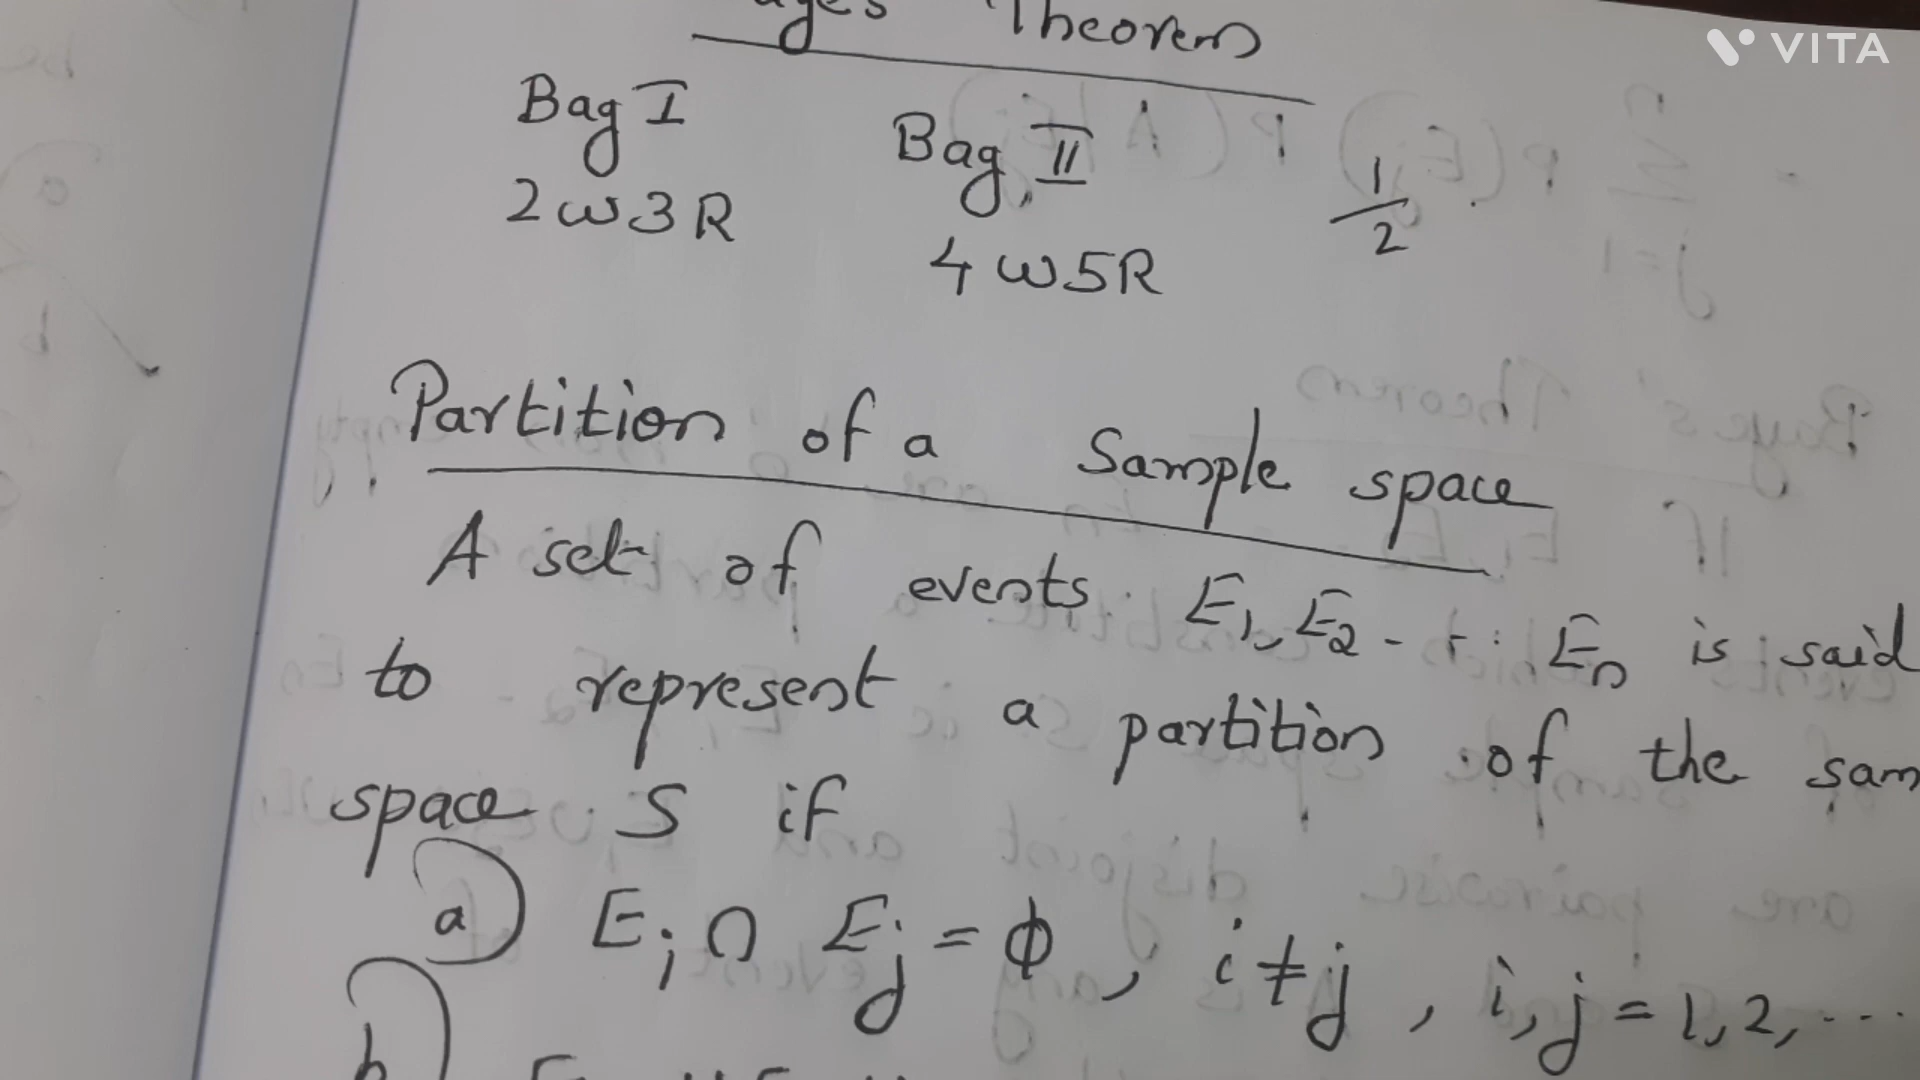 Theorem
VITA
Bag I
Bag II
1/2
2W3R
4W5R
Partition of a Sample space
A set of events E1, E2 - - - En is said
to represent a partition of the sam
space S if
a) Ei ∩ Ej = ϕ, i ≠ j, i, j = 1, 2, ...
b)